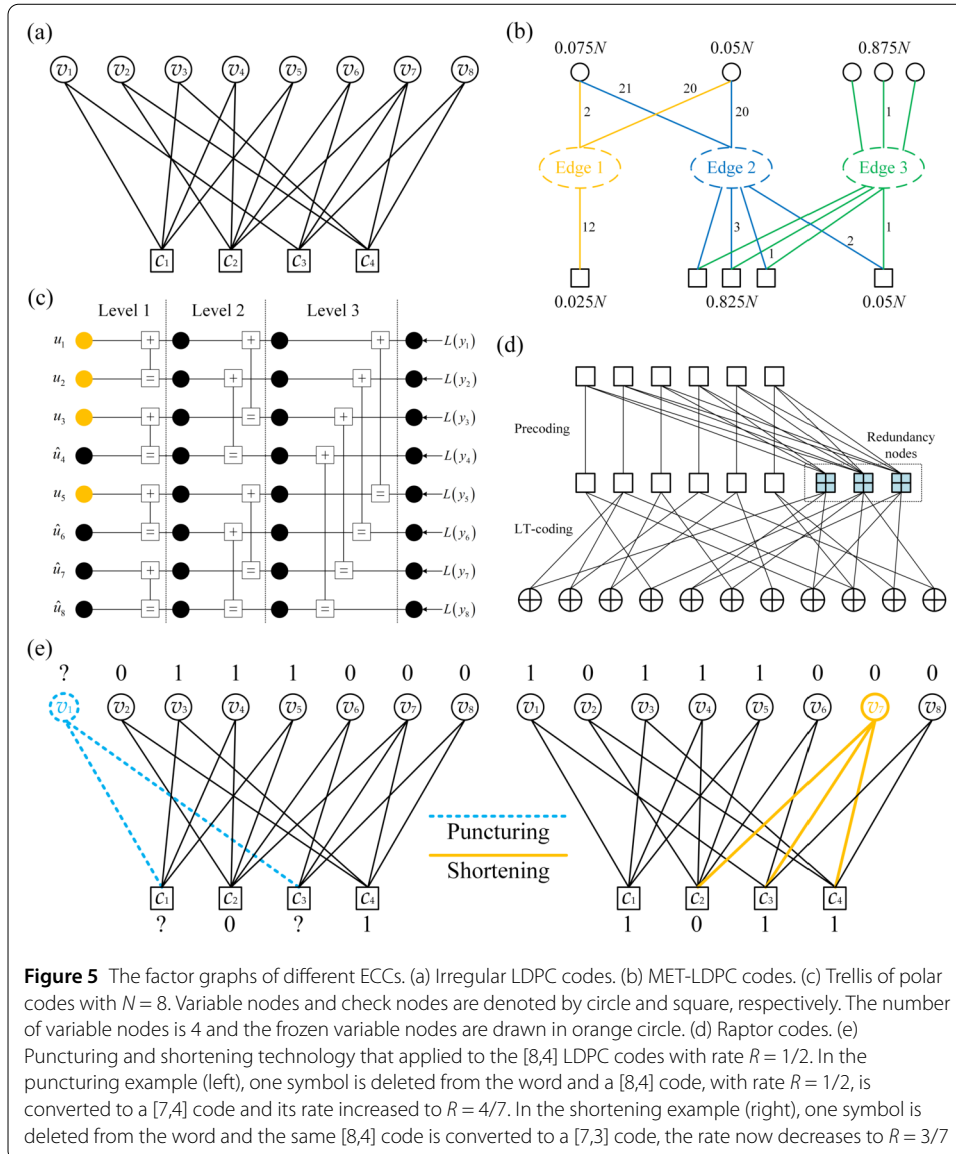 (a)
v1 v2 v3 v4 v5 v6 v7 v8
c1 c2 c3 c4
(b)
0.075N 0.05N 0.875N
21 20
2 20 1
Edge 1 Edge 2 Edge 3
12 3 1 2 1
0.025N 0.825N 0.05N
(c)
Level 1 Level 2 Level 3
u1 + + + L(y1)
u2 = + + L(y2)
u3 + = + L(y3)
û4 = = + L(y4)
u5 + + = L(y5)
û6 = + = L(y6)
û7 + = = L(y7)
û8 = = = L(y8)
(d)
Precoding
Redundancy
nodes
LT-coding
(e)
? 0 1 1 1 0 0 0
v1 v2 v3 v4 v5 v6 v7 v8
c1 c2 c3 c4
? 0 ? 1
Puncturing
Shortening
1 0 1 1 1 0 0 0
v1 v2 v3 v4 v5 v6 v7 v8
c1 c2 c3 c4
1 0 1 1
Figure 5 The factor graphs of different ECCs. (a) Irregular LDPC codes. (b) MET-LDPC codes. (c) Trellis of polar
codes with N = 8. Variable nodes and check nodes are denoted by circle and square, respectively. The number
of variable nodes is 4 and the frozen variable nodes are drawn in orange circle. (d) Raptor codes. (e)
Puncturing and shortening technology that applied to the [8,4] LDPC codes with rate R = 1/2. In the
puncturing example (left), one symbol is deleted from the word and a [8,4] code, with rate R = 1/2, is
converted to a [7,4] code and its rate increased to R = 4/7. In the shortening example (right), one symbol is
deleted from the word and the same [8,4] code is converted to a [7,3] code, the rate now decreases to R = 3/7